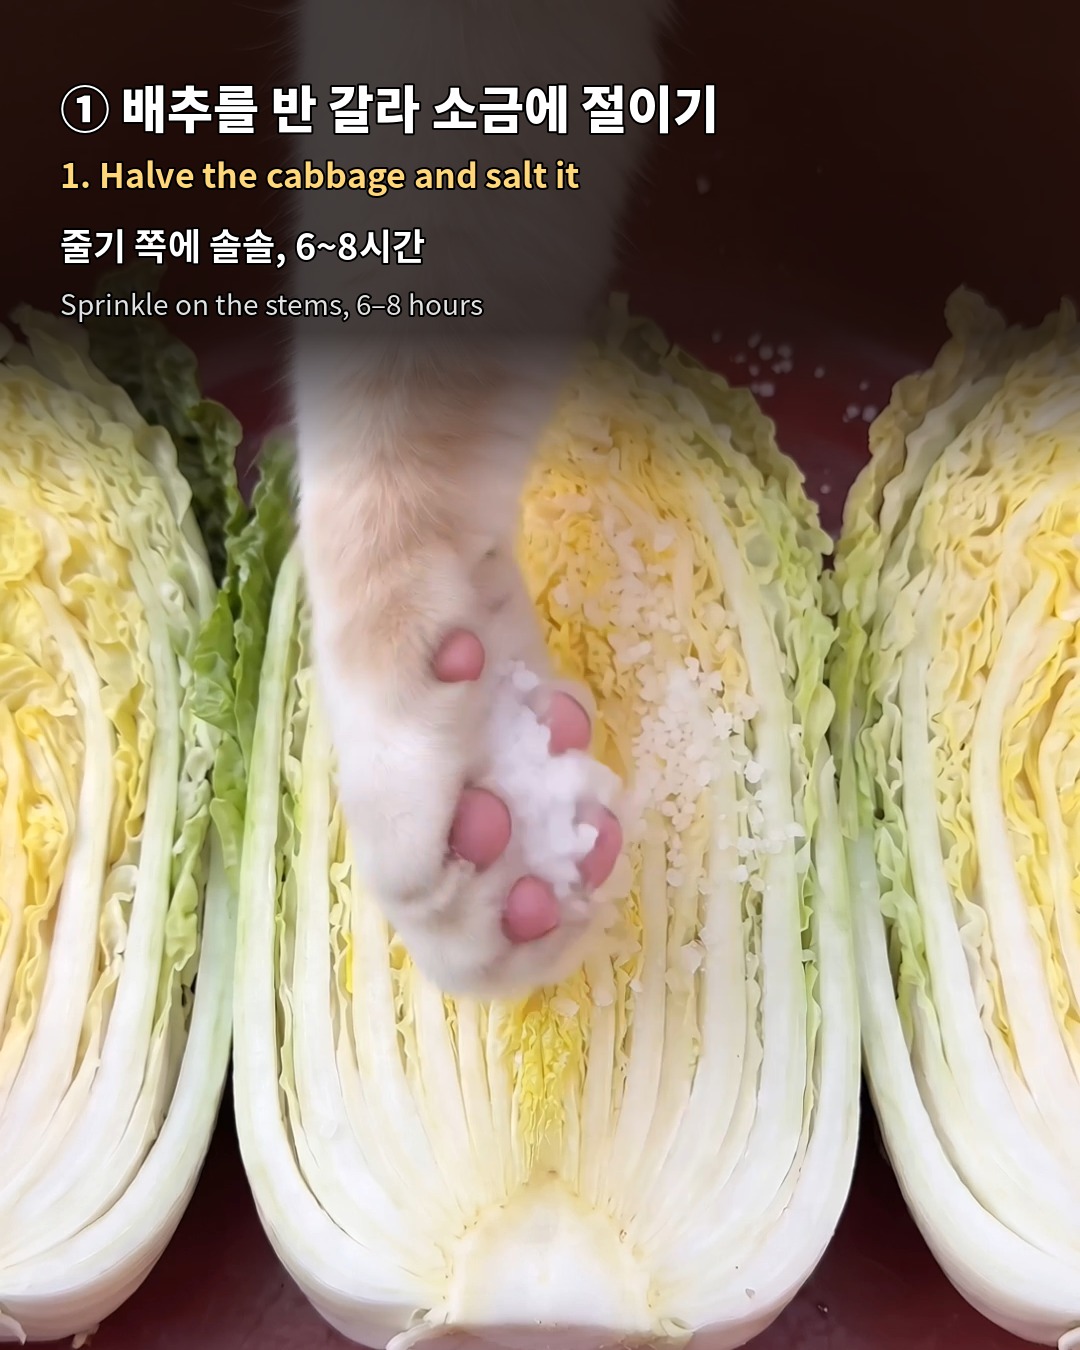 ① 배추를 반 갈라 소금에 절이기
1. Halve the cabbage and salt it
줄기 쪽에 솔솔, 6~8시간
Sprinkle on the stems, 6–8 hours